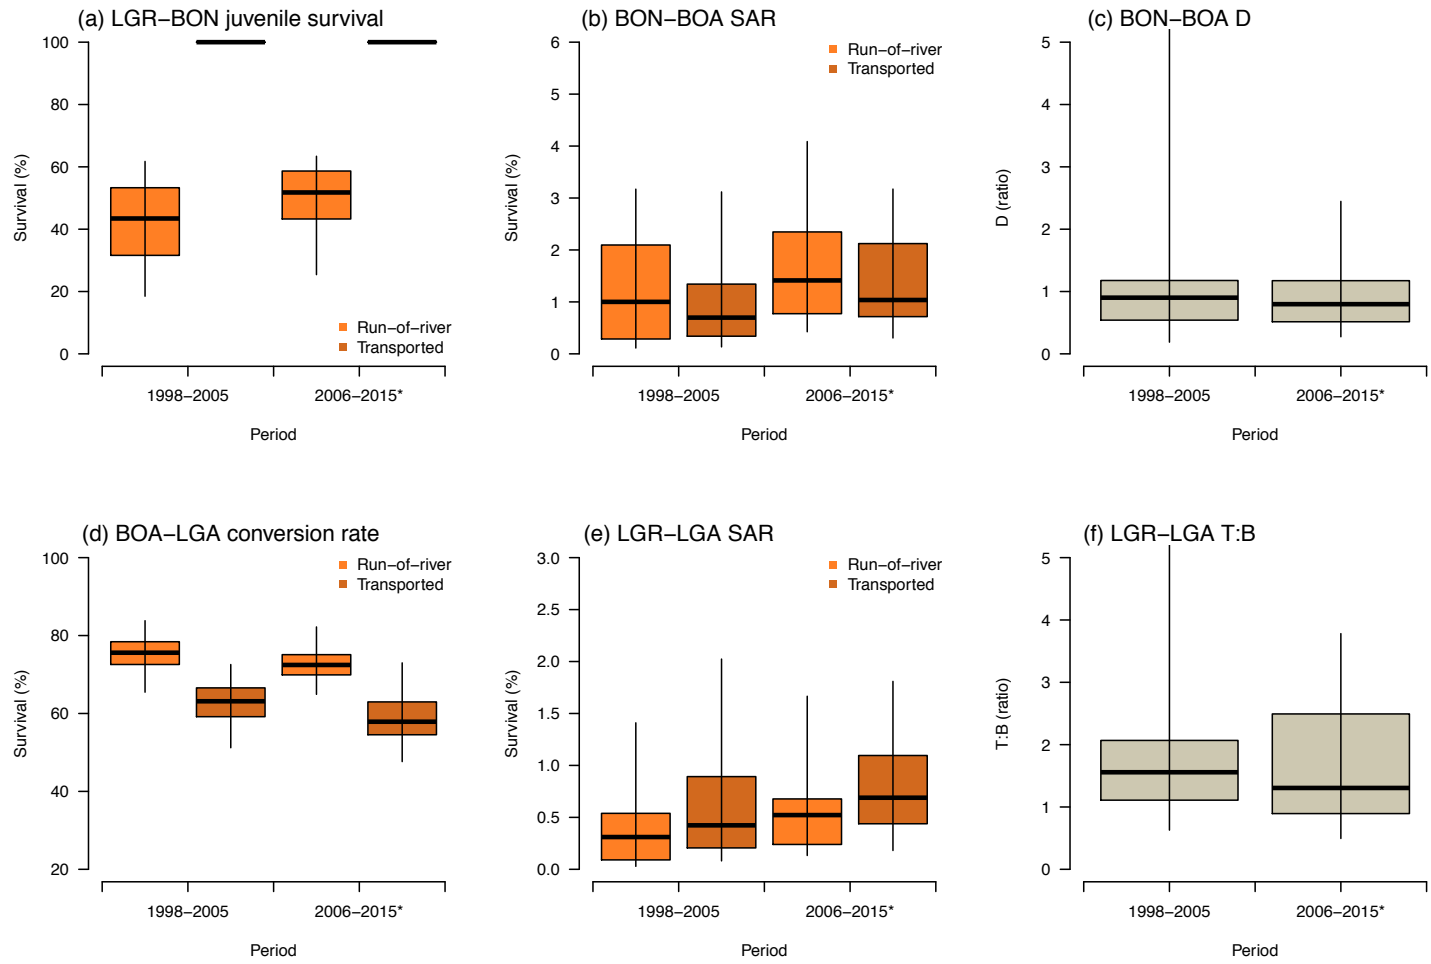 (a) LGR−BON juvenile survival
Survival (%)
100
80
60
40
20
0
Run−of−river
Transported
1998−2005
2006−2015*
Period
(b) BON−BOA SAR
Survival (%)
6
5
4
3
2
1
0
Run−of−river
Transported
1998−2005
2006−2015*
Period
(c) BON−BOA D
D (ratio)
5
4
3
2
1
0
1998−2005
2006−2015*
Period
(d) BOA−LGA conversion rate
Survival (%)
100
80
60
40
20
Run−of−river
Transported
1998−2005
2006−2015*
Period
(e) LGR−LGA SAR
Survival (%)
3.0
2.5
2.0
1.5
1.0
0.5
0.0
Run−of−river
Transported
1998−2005
2006−2015*
Period
(f) LGR−LGA T:B
T:B (ratio)
5
4
3
2
1
0
1998−2005
2006−2015*
Period